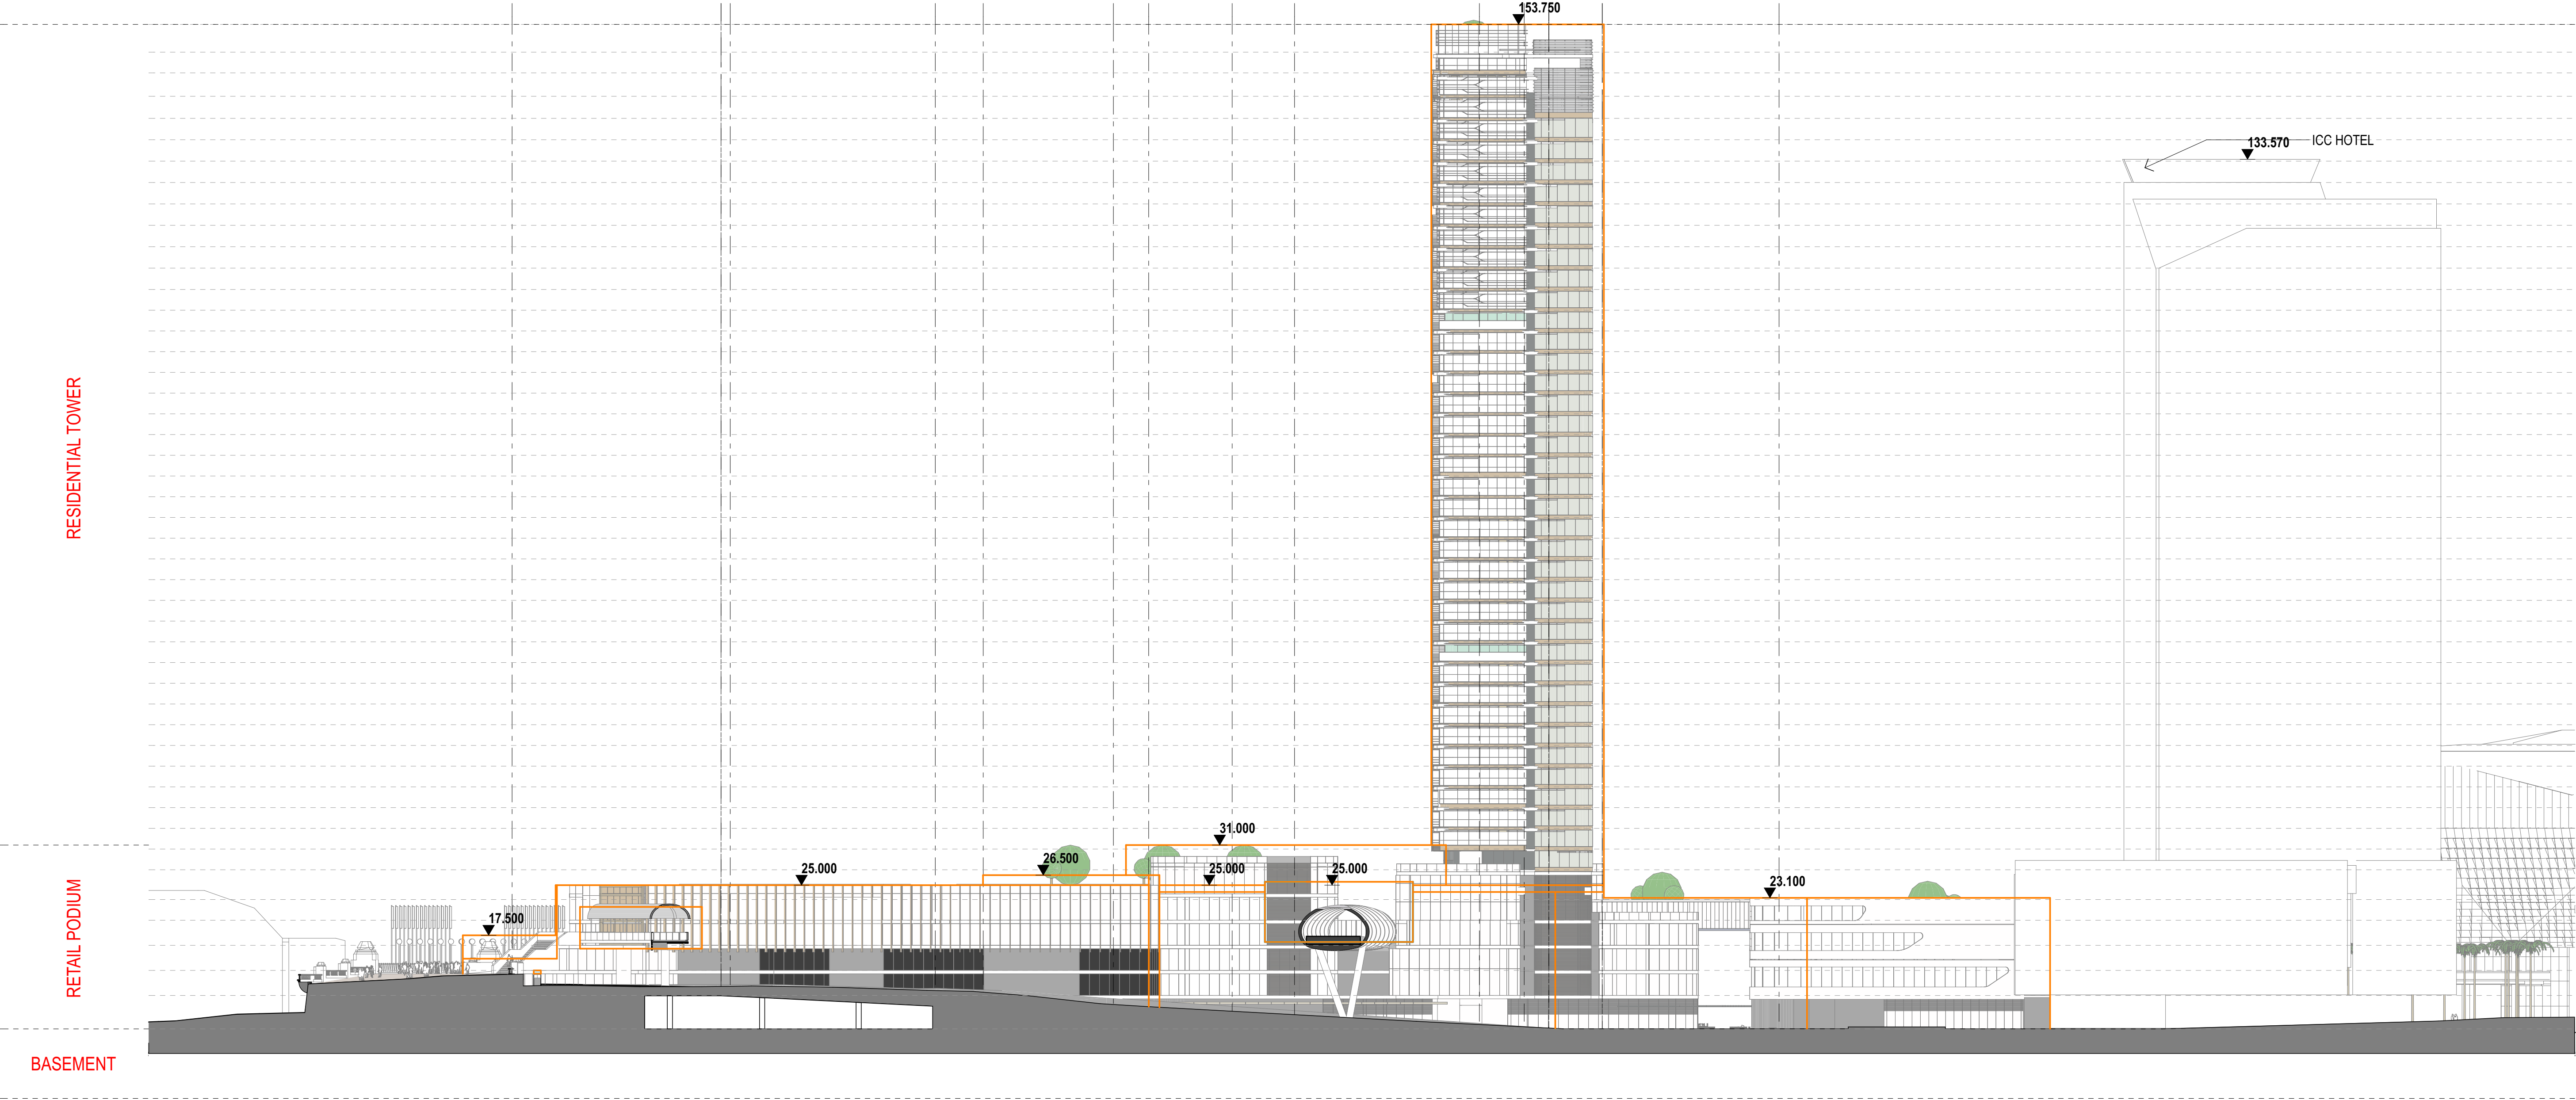 153.750
133.570
ICC HOTEL
RESIDENTIAL TOWER
31.000
26.500
25.000
25.000
25.000
23.100
17.500
RETAIL PODIUM
BASEMENT